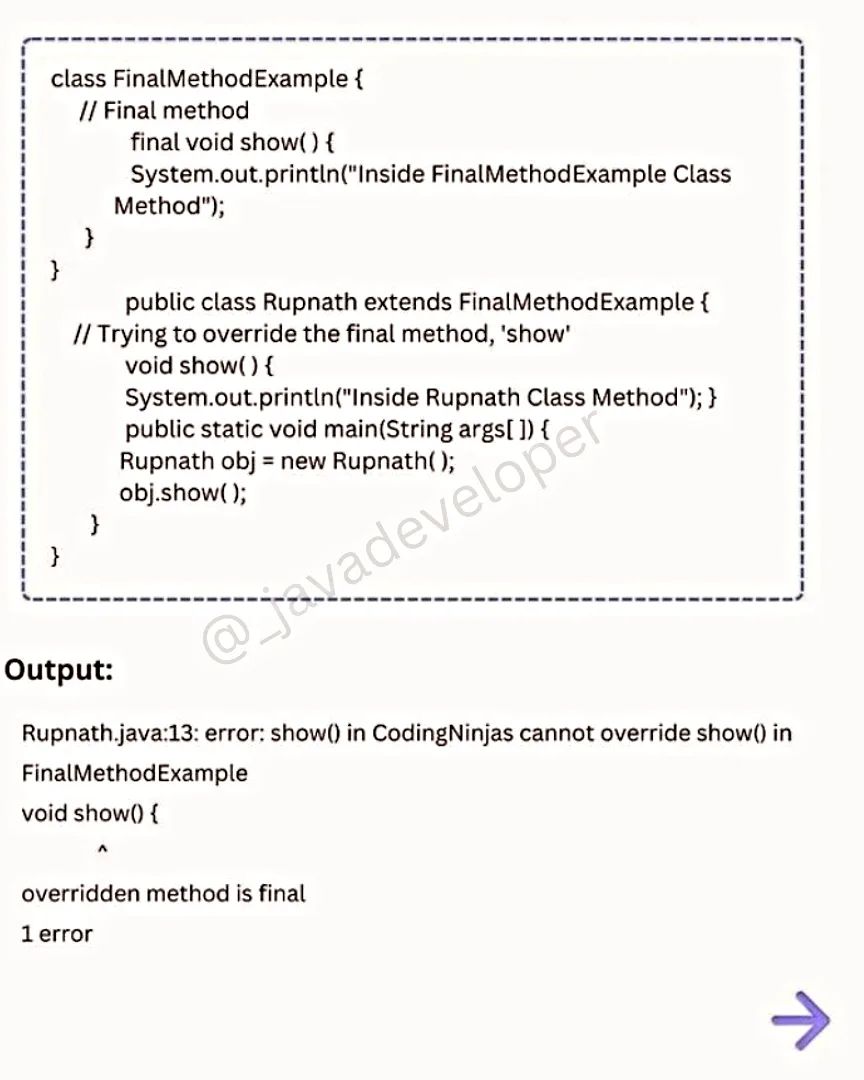 class FinalMethodExample {
// Final method
final void show( ) {
System.out.println("Inside FinalMethodExample Class
Method");
}
}
public class Rupnath extends FinalMethodExample {
// Trying to override the final method, 'show'
void show( ) {
System.out.println("Inside Rupnath Class Method"); }
public static void main(String args[ ]) {
Rupnath obj = new Rupnath( );
obj.show( );
}
}
@_javadeveloper
Output:
Rupnath.java:13: error: show() in CodingNinjas cannot override show() in
FinalMethodExample
void show() {
^
overridden method is final
1 error